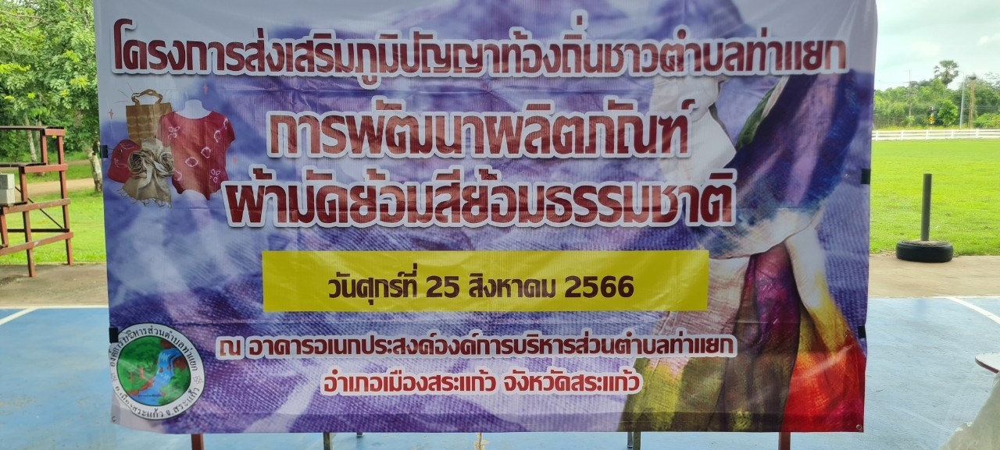 โครงการส่งเสริมภูมิปัญญาท้องถิ่นชาวตำบลท่าแยก
การพัฒนาผลิตภัณฑ์
ผ้ามัดย้อมสีย้อมธรรมชาติ
วันศุกร์ที่ 25 สิงหาคม 2566
ณ อาคารอเนกประสงค์องค์การบริหารส่วนตำบลท่าแยก
อำเภอเมืองสระแก้ว จังหวัดสระแก้ว
องค์การบริหารส่วนตำบลท่าแยก
อ.เมืองสระแก้ว จ.สระแก้ว